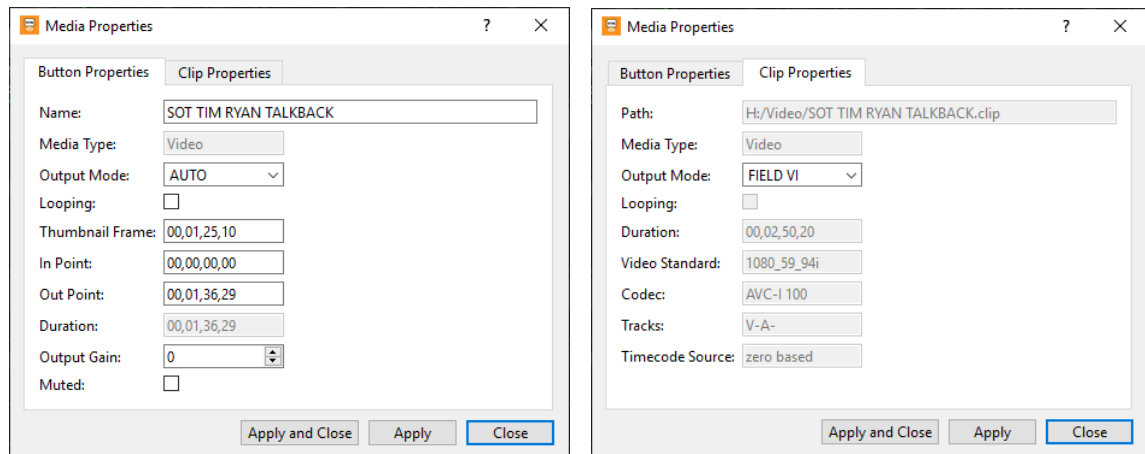 Media Properties
?
Button Properties
Clip Properties
Name: SOT TIM RYAN TALKBACK
Media Type: Video
Output Mode: AUTO
Looping:
Thumbnail Frame: 00,01,25,10
In Point: 00,00,00,00
Out Point: 00,01,36,29
Duration: 00,01,36,29
Output Gain: 0
Muted:
Apply and Close
Apply
Close
Media Properties
?
Button Properties
Clip Properties
Path: H:/Video/SOT TIM RYAN TALKBACK.clip
Media Type: Video
Output Mode: FIELD VI
Looping:
Duration: 00,02,50,20
Video Standard: 1080_59_94i
Codec: AVC-I 100
Tracks: V-A-
Timecode Source: zero based
Apply and Close
Apply
Close